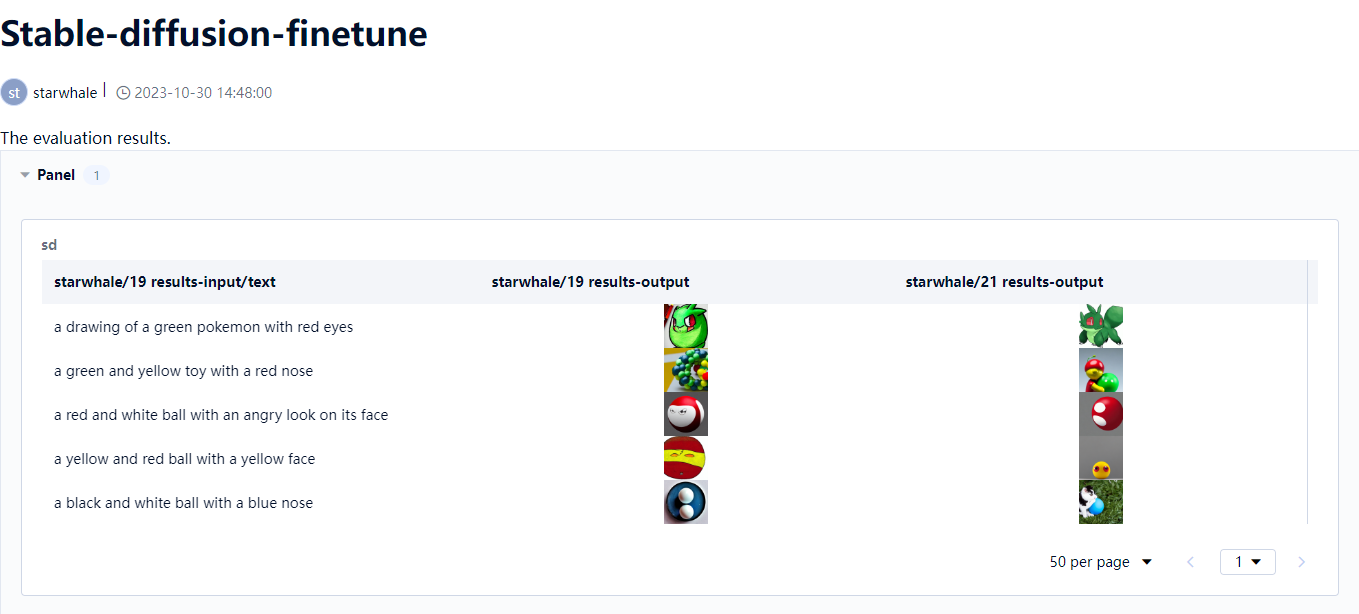 Stable-diffusion-finetune
st starwhale | 2023-10-30 14:48:00
The evaluation results.
Panel 1
sd
starwhale/19 results-input/text starwhale/19 results-output starwhale/21 results-output
a drawing of a green pokemon with red eyes
a green and yellow toy with a red nose
a red and white ball with an angry look on its face
a yellow and red ball with a yellow face
a black and white ball with a blue nose
50 per page 1